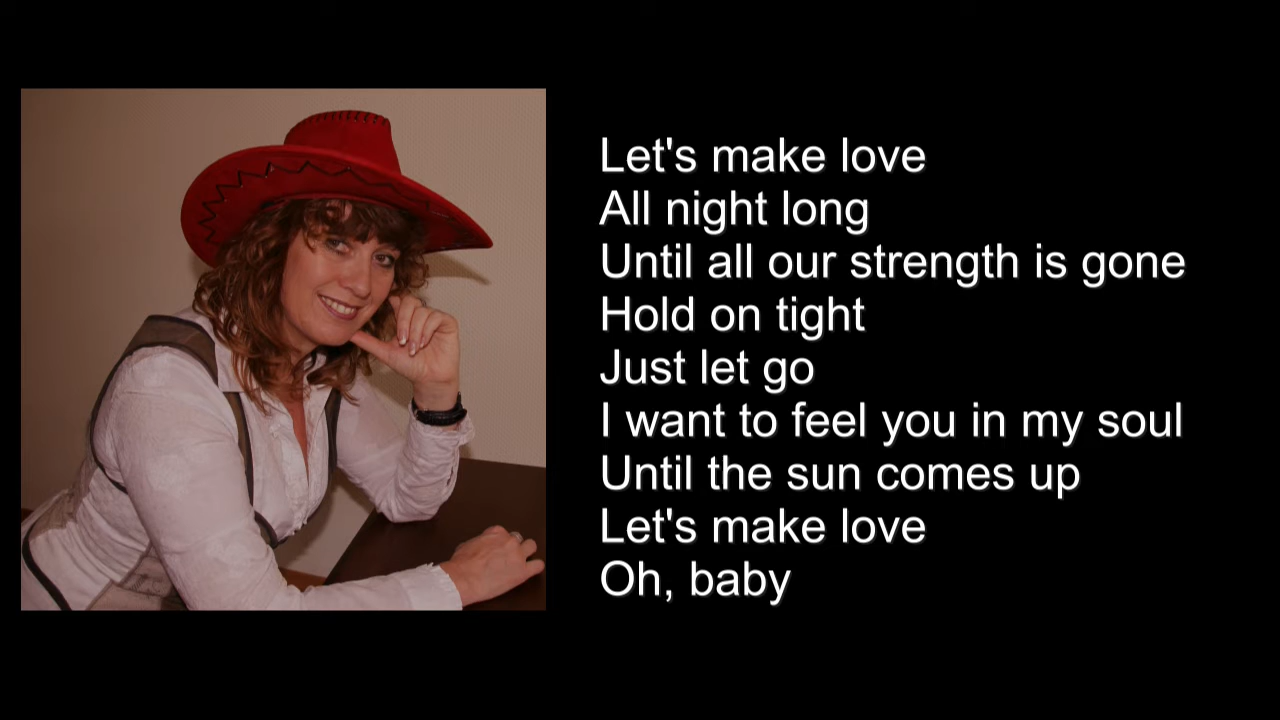 Let's make love
All night long
Until all our strength is gone
Hold on tight
Just let go
I want to feel you in my soul
Until the sun comes up
Let's make love
Oh, baby